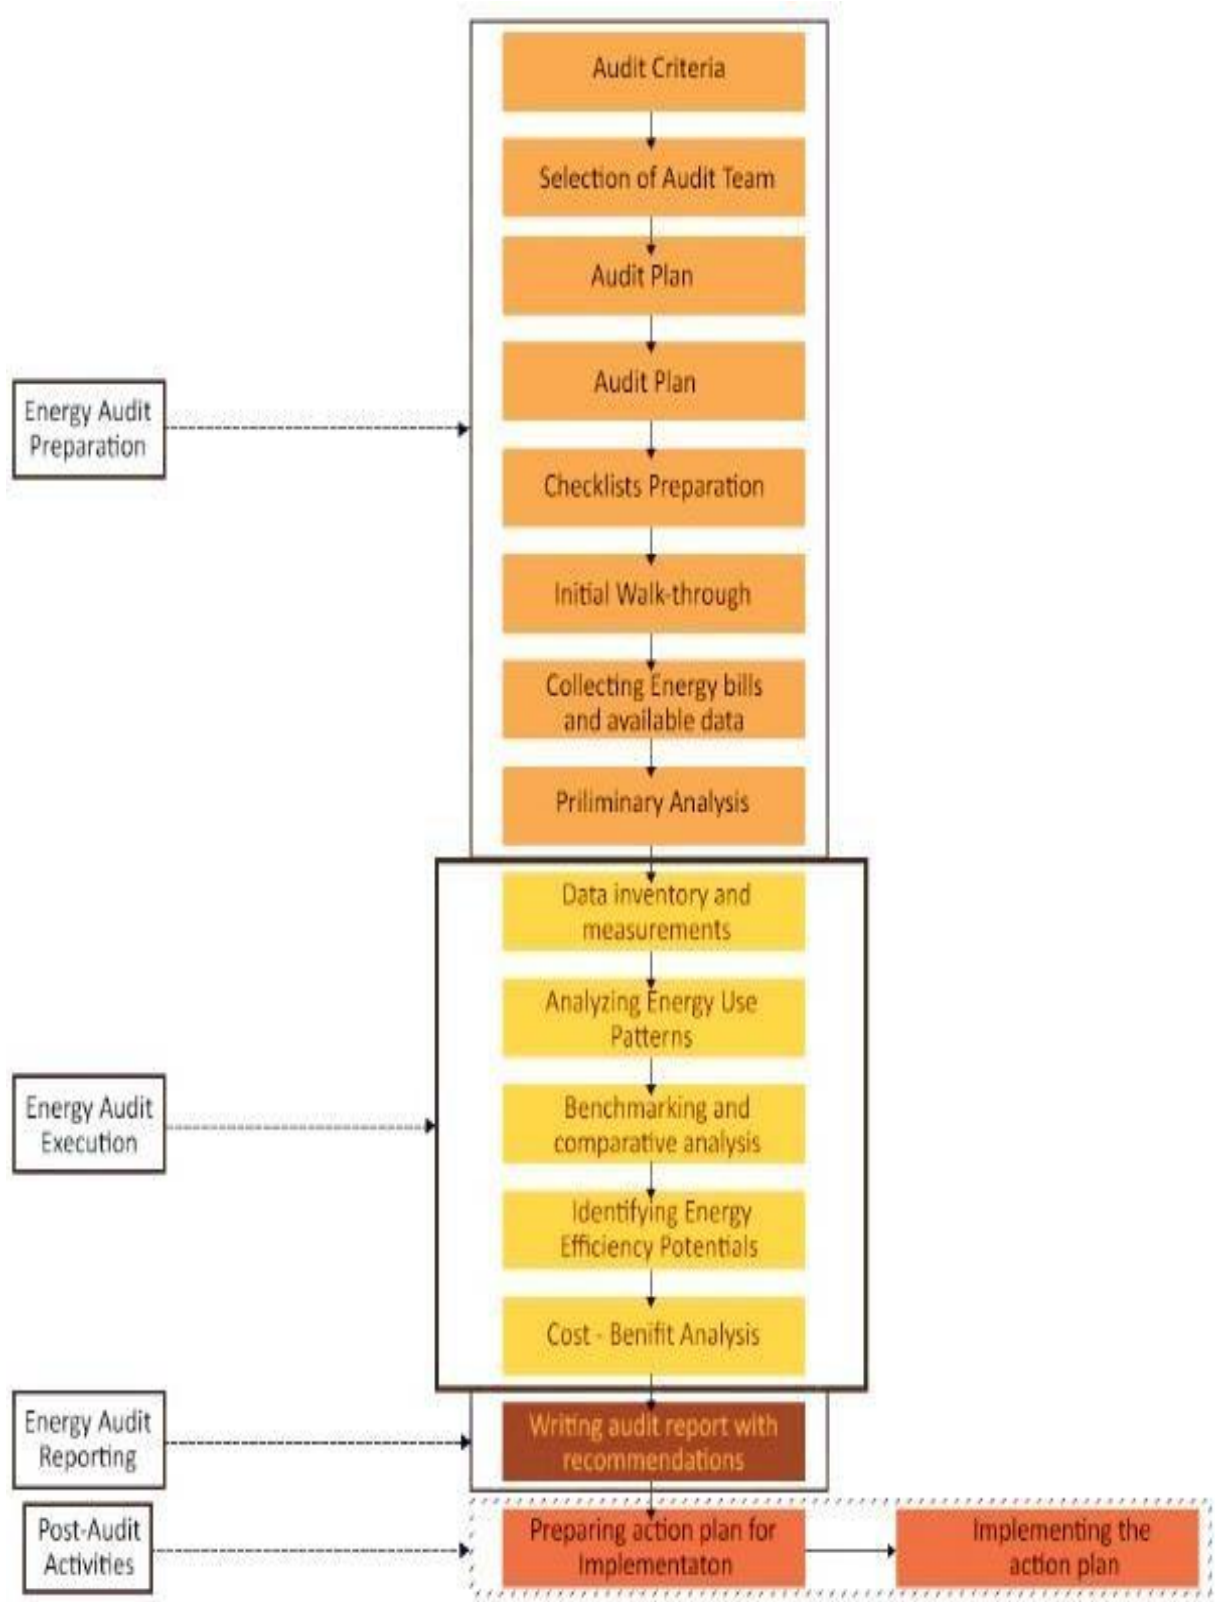 Audit Criteria
Selection of Audit Team
Audit Plan
Audit Plan
Energy Audit
Preparation
Checklists Preparation
Initial Walk-through
Collecting Energy bills
and available data
Priliminary Analysis
Data inventory and
measurements
Analyzing Energy Use
Patterns
Energy Audit
Execution
Benchmarking and
comparative analysis
Identifying Energy
Efficiency Potentials
Cost - Benifit Analysis
Energy Audit
Reporting
Writing audit report with
recommendations
Post-Audit
Activities
Preparing action plan for
Implementaton
Implementing the
action plan